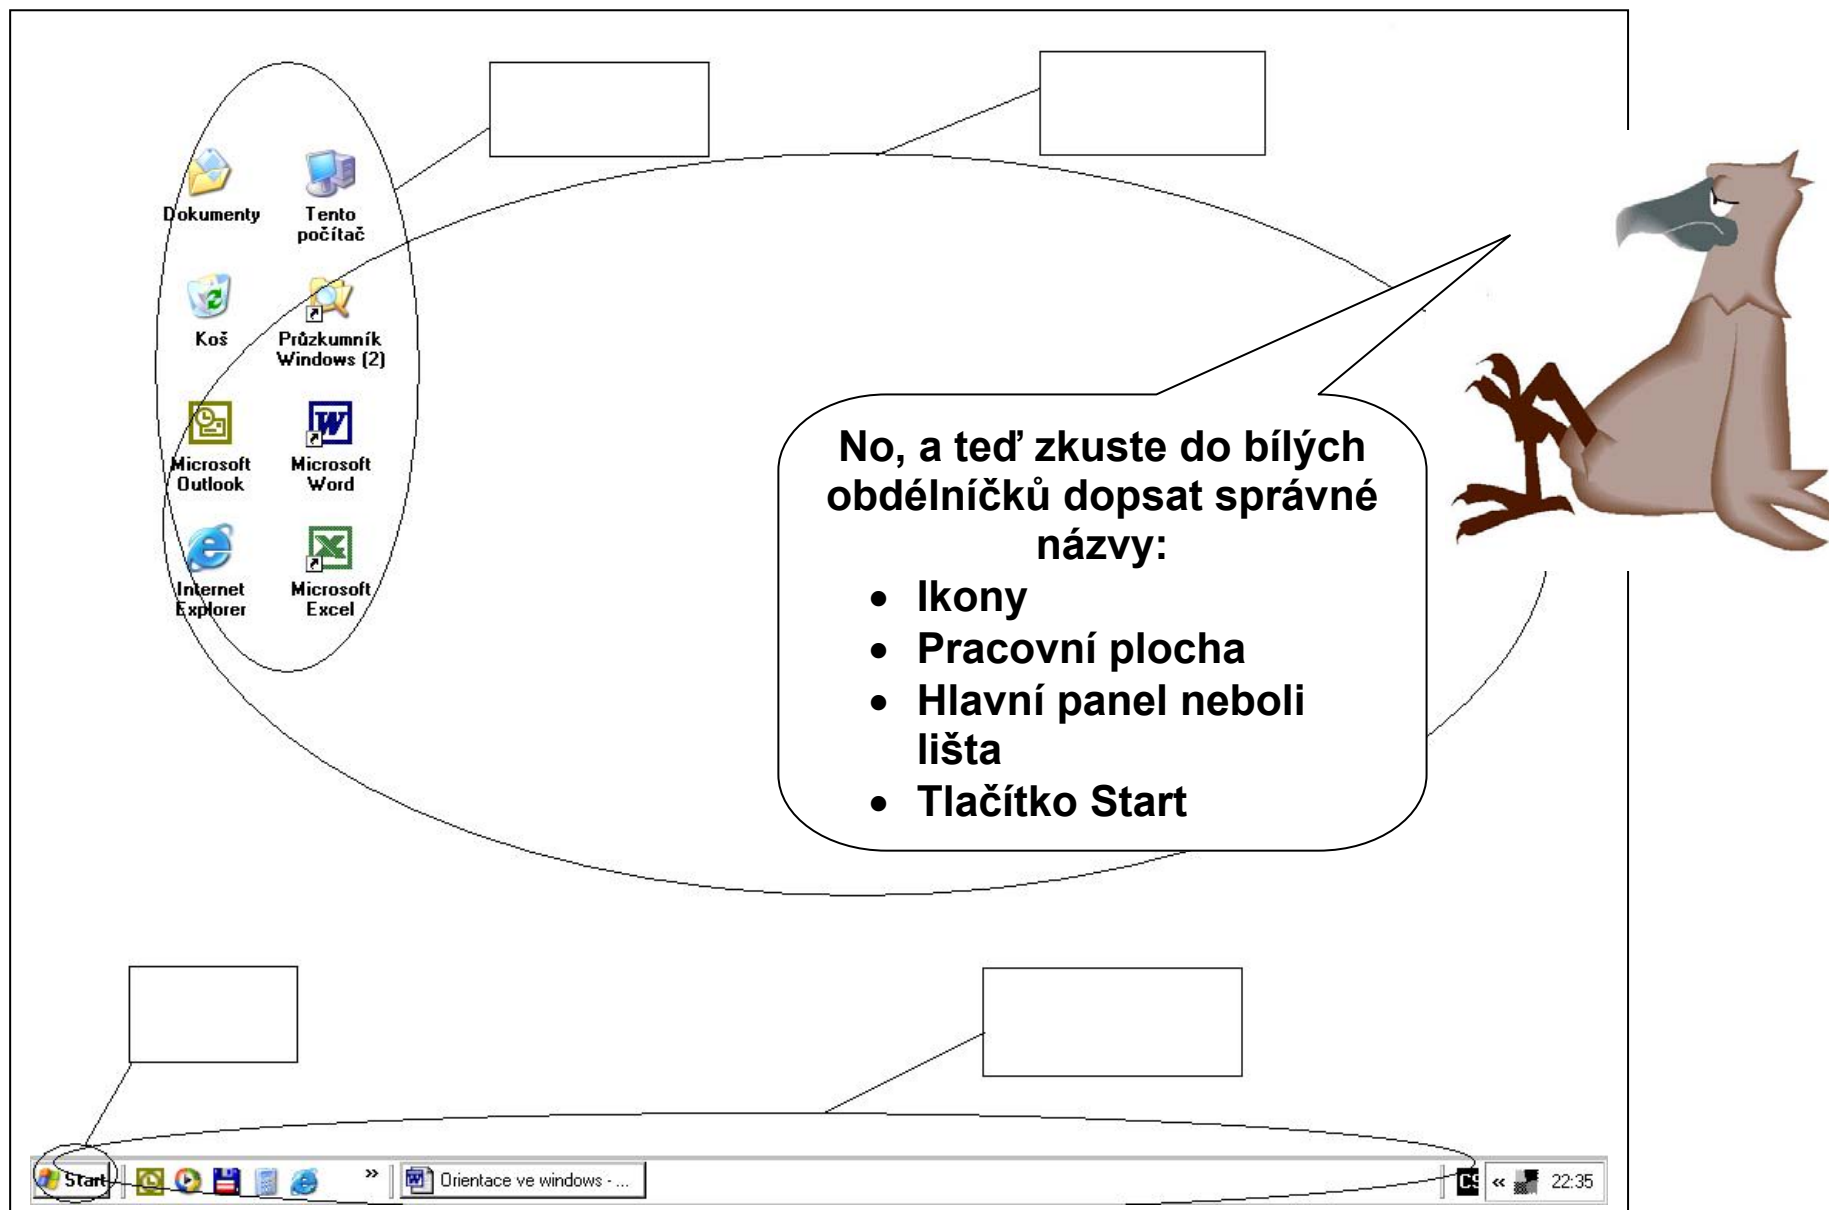 Dokumenty
Tento
počítač
Koš
Průzkumník
Windows (2)
Microsoft
Outlook
Microsoft
Word
Internet
Explorer
Microsoft
Excel
No, a teď zkuste do bílých
obdélníčků dopsat správné
názvy:
• Ikony
• Pracovní plocha
• Hlavní panel neboli
lišta
• Tlačítko Start
Start
» Orientace ve windows - ...
CS « 22:35